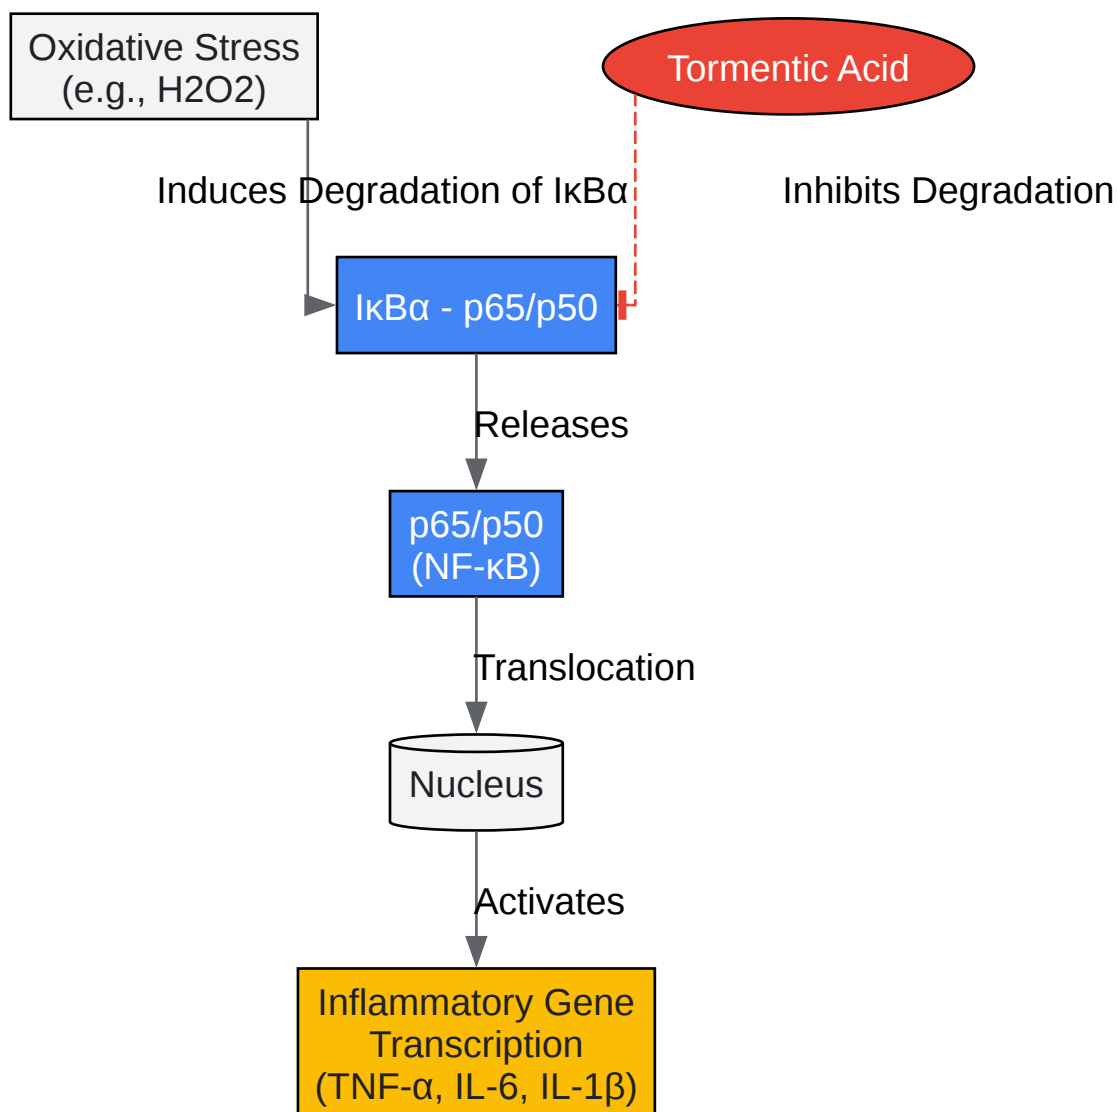 Oxidative Stress
(e.g., H2O2)
Tormentic Acid
Induces Degradation of IκBα
Inhibits Degradation
IκBα - p65/p50
Releases
p65/p50
(NF-κB)
Translocation
Nucleus
Activates
Inflammatory Gene
Transcription
(TNF-α, IL-6, IL-1β)